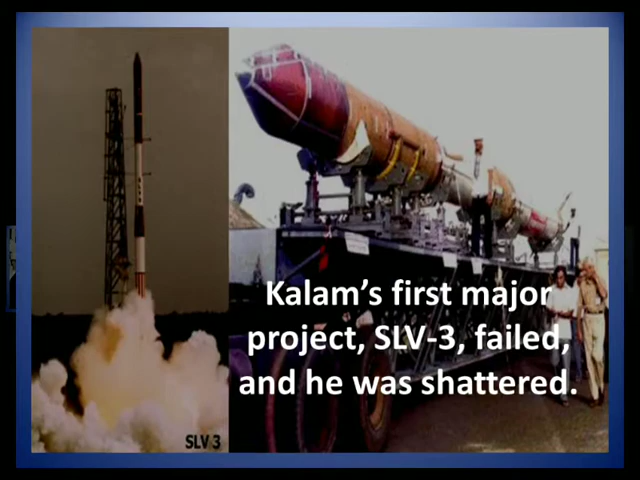 Kalam’s first major
project, SLV-3, failed,
and he was shattered.
SLV 3